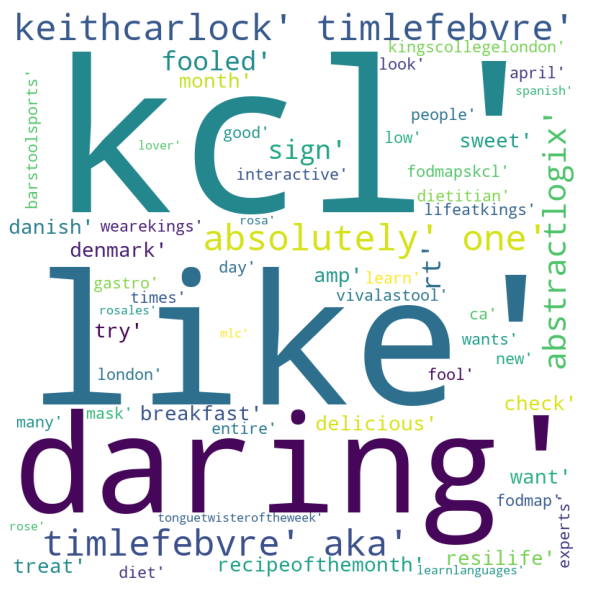 keithcarlock' timlefebvre'
kingscollegelondon'
fooled'
look'
april'
month'
spanish'
barstoolsports'
kcl'
lover'
good'
people'
low'
sweet'
sign'
interactive'
fodmapskcl'
dietitian'
abstractlogix'
danish'
wearekings'
rosa'
lifeatkings'
denmark'
absolutely' one'
rt'
gastro'
day'
amp'
learn'
times'
vivalastool'
rosales'
ca'
try'
mlc'
wants'
new'
like'
london'
fool'
many'
mask'
breakfast'
entire'
delicious'
check'
daring'
want'
fodmap'
rose'
tonguetwisteroftheweek'
experts'
timlefebvre' aka'
resilife'
treat'
diet'
recipeofthemonth'
learnlanguages'